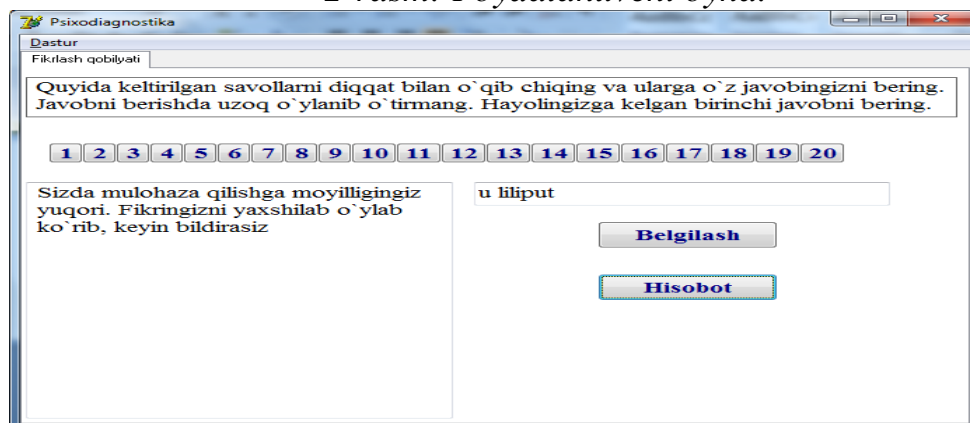 Psixodiagnostika
Dastur
Fikrlash qobilyati
Quyida keltirilgan savollarni diqqat bilan o`qib chiqing va ularga o`z javobingizni bering.
Javobni berishda uzoq o`ylanib o`tirmang. Hayolingizga kelgan birinchi javobni bering.
1 2 3 4 5 6 7 8 9 10 11 12 13 14 15 16 17 18 19 20
Sizda mulohaza qilishga moyilligingiz
yuqori. Fikringizni yaxshilab o`ylab
ko`rib, keyin bildirasiz
u liliput
Belgilash
Hisobot